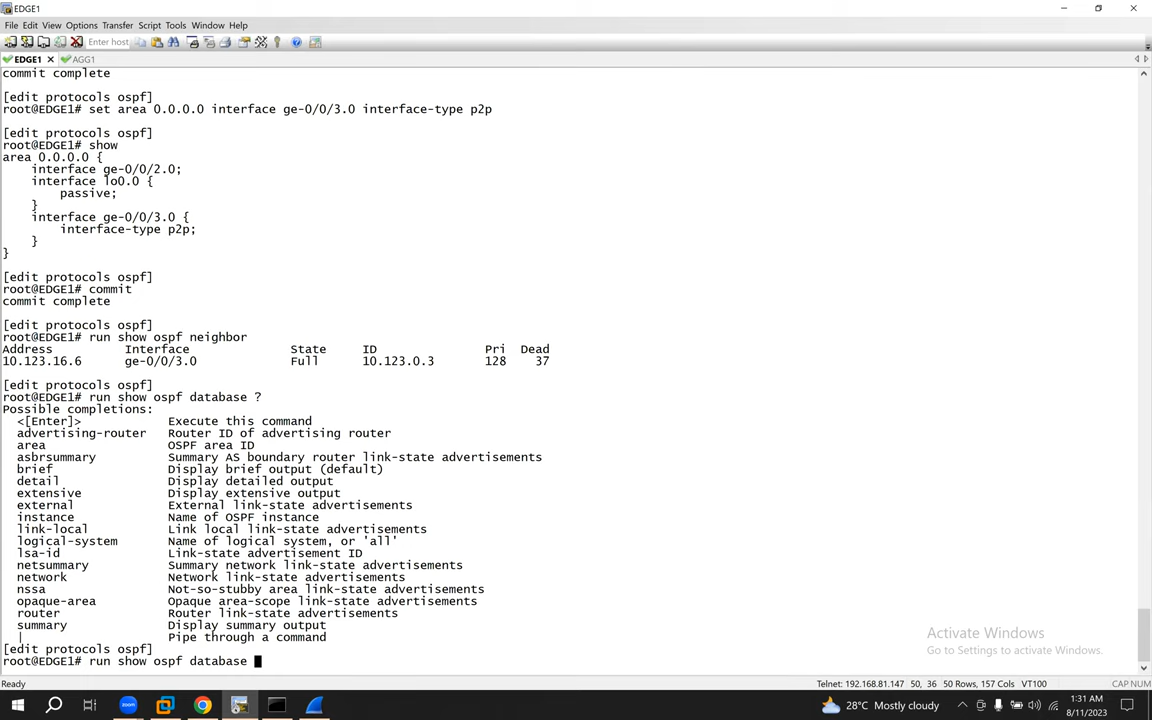 EDGE1
File Edit View Options Transfer Script Tools Window Help
Enter host
EDGE1 AGG1
commit complete
[edit protocols ospf]
root@EDGE1# set area 0.0.0.0 interface ge-0/0/3.0 interface-type p2p
[edit protocols ospf]
root@EDGE1# show
area 0.0.0.0 {
    interface ge-0/0/2.0;
    interface lo0.0 {
        passive;
    }
    interface ge-0/0/3.0 {
        interface-type p2p;
    }
}
[edit protocols ospf]
root@EDGE1# commit
commit complete
[edit protocols ospf]
root@EDGE1# run show ospf neighbor
Address          Interface              State     ID               Pri  Dead
10.123.16.6      ge-0/0/3.0             Full      10.123.0.3       128    37
[edit protocols ospf]
root@EDGE1# run show ospf database ?
Possible completions:
  <[Enter]>            Execute this command
  advertising-router   Router ID of advertising router
  area                 OSPF area ID
  asbrsummary          Summary AS boundary router link-state advertisements
  brief                Display brief output (default)
  detail               Display detailed output
  extensive            Display extensive output
  external             External link-state advertisements
  instance             Name of OSPF instance
  link-local           Link local link-state advertisements
  logical-system       Name of logical system, or 'all'
  lsa-id               Link-state advertisement ID
  netsummary           Summary network link-state advertisements
  network              Network link-state advertisements
  nssa                 Not-so-stubby area link-state advertisements
  opaque-area          Opaque area-scope link-state advertisements
  router               Router link-state advertisements
  summary              Display summary output
  |                    Pipe through a command
[edit protocols ospf]
root@EDGE1# run show ospf database
Activate Windows
Go to Settings to activate Windows.
Ready Telnet: 192.168.81.147 50, 36 50 Rows, 157 Cols VT100 CAP NUM
28°C Mostly cloudy 1:31 AM
8/11/2023